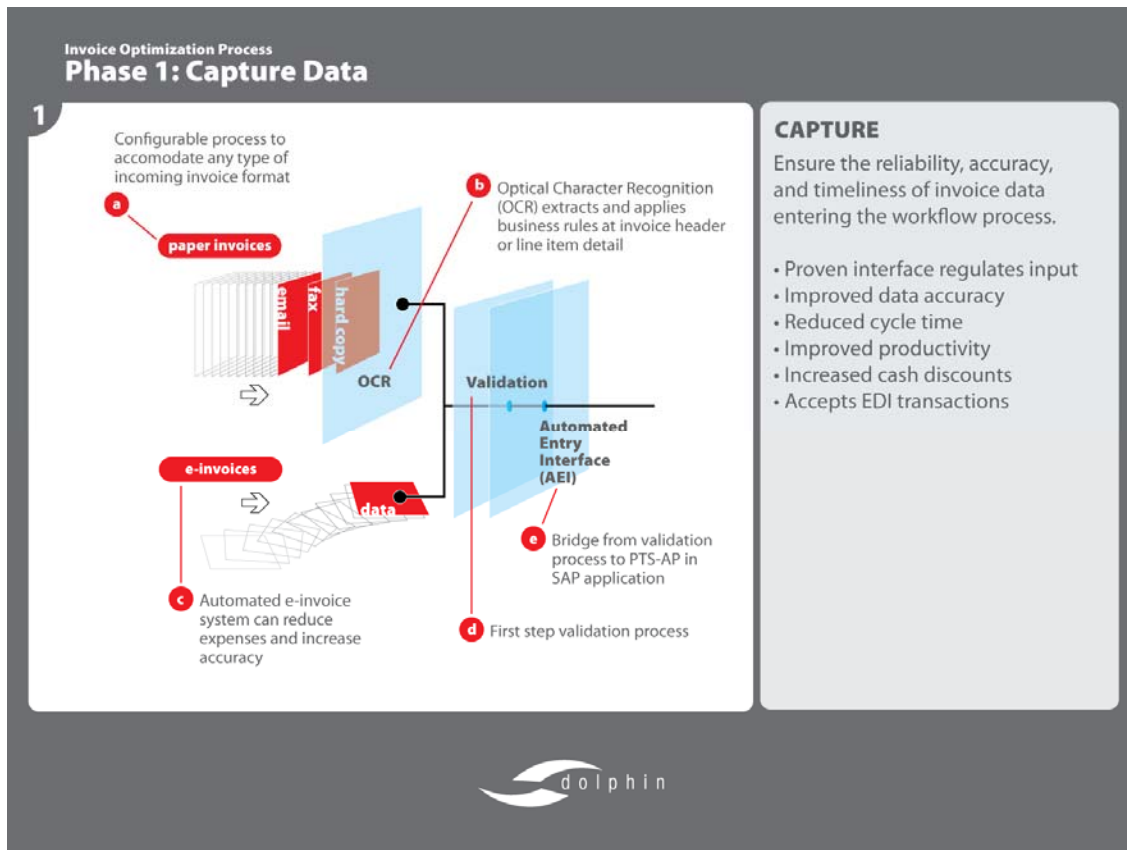 Invoice Optimization Process
Phase 1: Capture Data
1
Configurable process to
accomodate any type of
incoming invoice format
a
paper invoices
email
fax
hard copy
OCR
b
Optical Character Recognition
(OCR) extracts and applies
business rules at invoice header
or line item detail
Validation
Automated
Entry
Interface
(AEI)
e-invoices
data
e
Bridge from validation
process to PTS-AP in
SAP application
c
Automated e-invoice
system can reduce
expenses and increase
accuracy
d
First step validation process
CAPTURE
Ensure the reliability, accuracy,
and timeliness of invoice data
entering the workflow process.
• Proven interface regulates input
• Improved data accuracy
• Reduced cycle time
• Improved productivity
• Increased cash discounts
• Accepts EDI transactions
dolphin